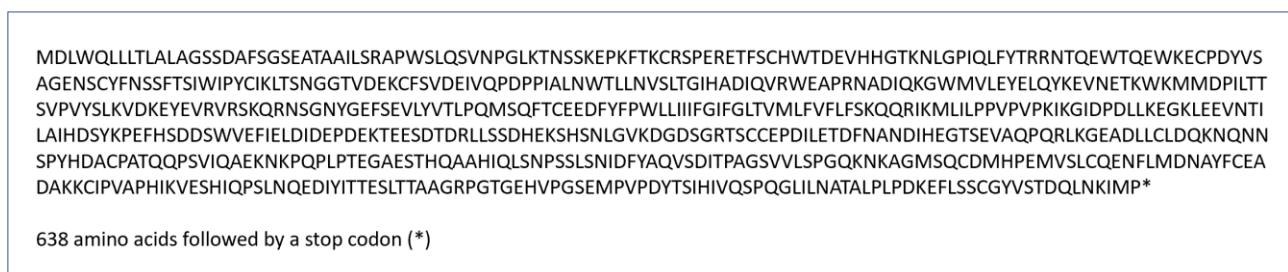 MDLWQLLLTLALAGSSDAFSGSEATAAILSRAPWSLQSVNPGLKTNSSKEPKFTKCRSPERETFSCHWTDEVHHGTKNLGPIQLFYTRRNTQEWTQEWKECPDYVS
AGENSCYFNSSFTSIWIPYCIKLTSNGGTVDEKCFSVDEIVQPDPPIALNWTLLNVSLTGIHADIQVRWEAPRNADIQKGWMVLEYELQYKEVNETKWKMMDPILTT
SVPVYSLKVDKEYEVRVRSKQRNSGNYGEFSEVLYVTLPQMSQFTCEEDFYFPWLLIIIFGIFGLTVMLFVFLFSKQQRIKMLILPPVPVPKIKGIDPDLLKEGKLEEVNTI
LAIHDSYKPEFHSDDSWVEFIELDIDEPDEKTEESDTDRLLSSDHEKSHSNLGVKDGDSGRTSCCEPDILETDFNANDIHEGTSEVAQPQRLKGEADLLCLDQKNQNN
SPYHDACPATQQPSVIQAEKNKPQPLPTEGAESTHQAAHIQLSNPSSLSNIDFYAQVSDITPAGSVVLSPGQKNKAGMSQCDMHPEMVSLCQENFLMDNAYFCEA
DAKKCIPVAPHIKVESHIQPSLNQEDIYITTESLTTAAGRPGTGEHVPGSEMPVPDYTSIHIVQSPQGLILNATALPLPDKEFLSSCGYVSTDQLNKIMP*
638 amino acids followed by a stop codon (*)